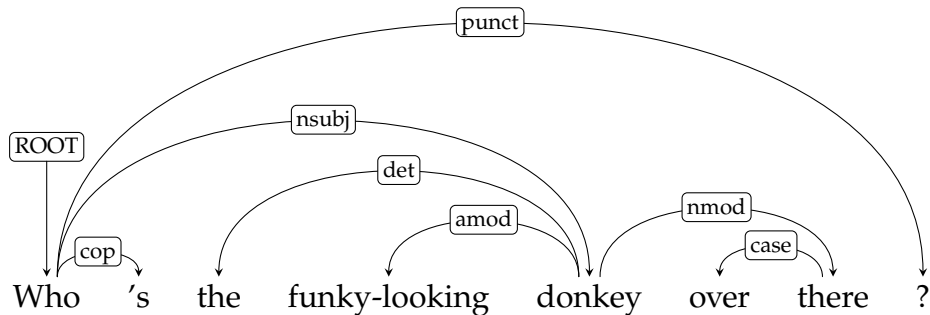 punct
nsubj
ROOT
det
nmod
amod
cop
case
Who 's the funky-looking donkey over there ?